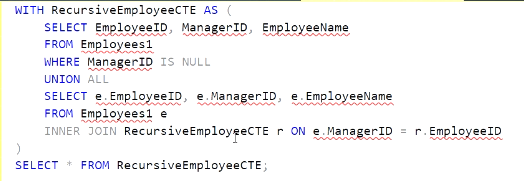 WITH RecursiveEmployeeCTE AS (
    SELECT EmployeeID, ManagerID, EmployeeName
    FROM Employees1
    WHERE ManagerID IS NULL
    UNION ALL
    SELECT e.EmployeeID, e.ManagerID, e.EmployeeName
    FROM Employees1 e
    INNER JOIN RecursiveEmployeeCTE r ON e.ManagerID = r.EmployeeID
)
SELECT * FROM RecursiveEmployeeCTE;